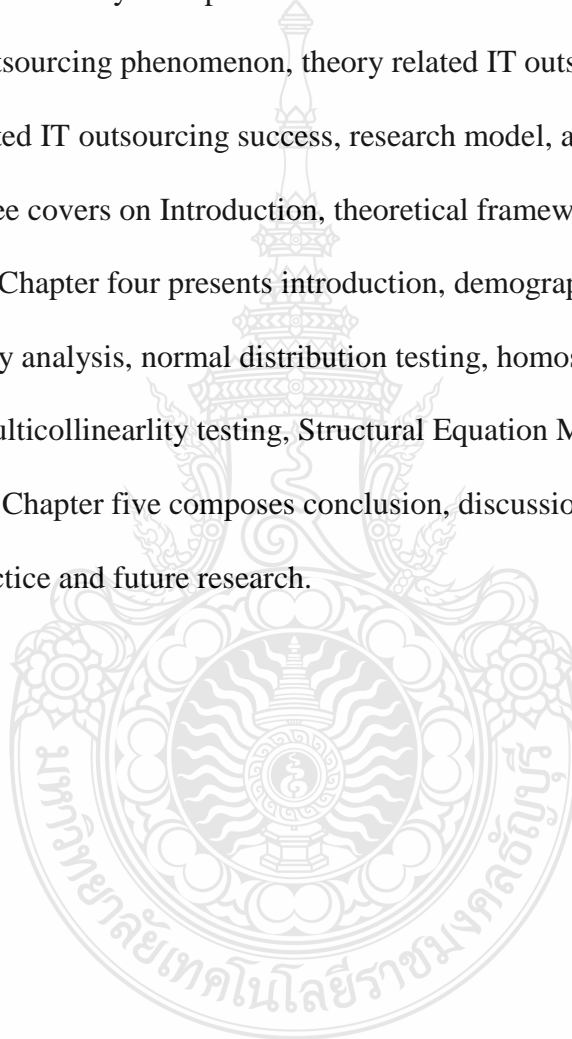 tsourcing phenomenon, theory related IT outs
ted IT outsourcing success, research model, a
ee covers on Introduction, theoretical framew
Chapter four presents introduction, demograp
y analysis, normal distribution testing, homos
ulticollinearlity testing, Structural Equation M
Chapter five composes conclusion, discussio
ctice and future research.
มหาวิทยาลัยเทคโนโลยีราชมงคลธัญบุรี